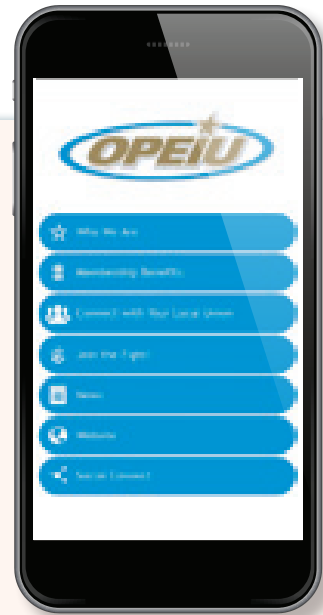 OPEIU
Who We Are
Membership Benefits
Connect with Your Local Union
Join the Fight!
News
Website
Social Connect